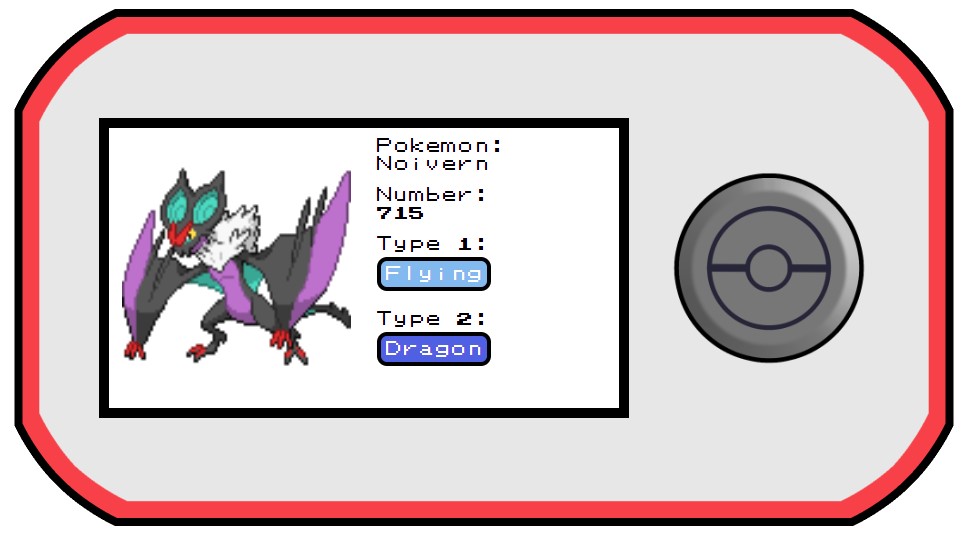 Pokemon:
Noivern
Number:
715
Type 1:
Flying
Type 2:
Dragon